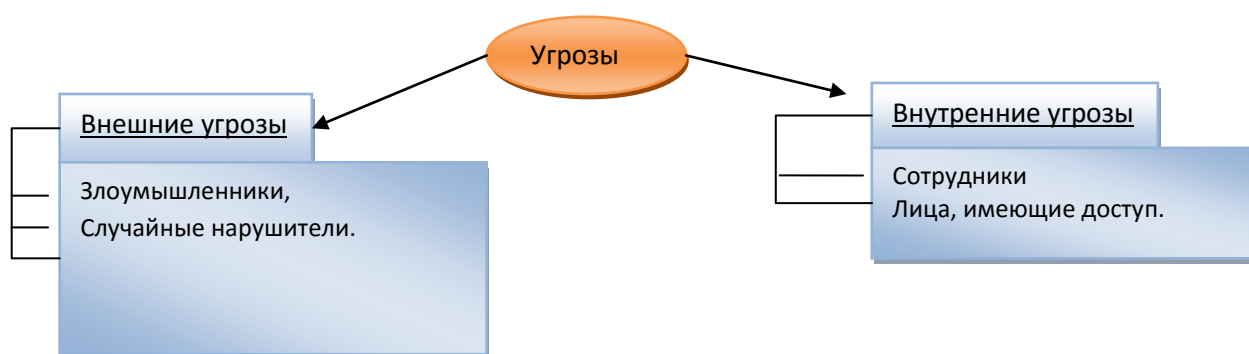 Угрозы
Внешние угрозы
Злоумышленники,
Случайные нарушители.
Внутренние угрозы
Сотрудники
Лица, имеющие доступ.